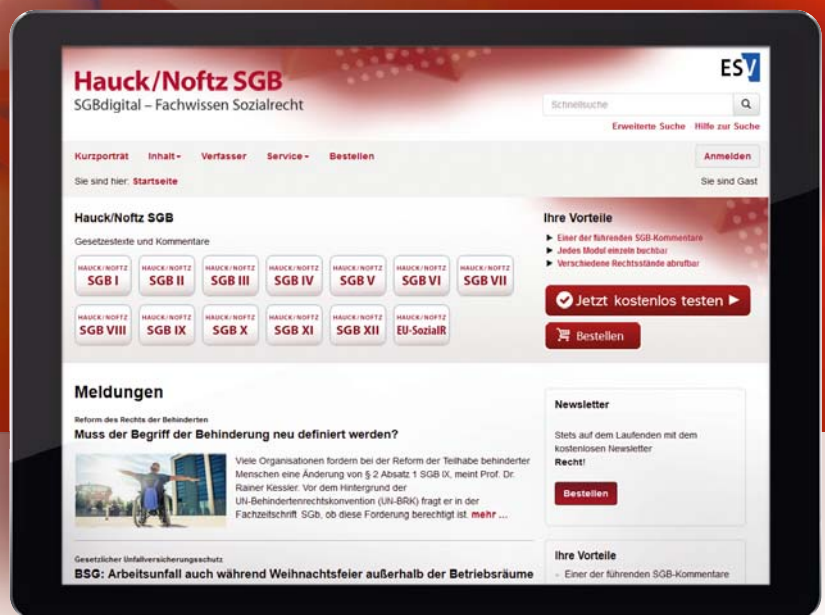 ESV
Hauck/Noftz SGB
SGBdigital – Fachwissen Sozialrecht
Schnellsuche
Erweiterte Suche Hilfe zur Suche
Kurzporträt Inhalt Verfasser Service Bestellen Anmelden
Sie sind hier: Startseite Sie sind Gast
Hauck/Noftz SGB
Gesetzestexte und Kommentare
HAUCK/NOFTZ HAUCK/NOFTZ HAUCK/NOFTZ HAUCK/NOFTZ HAUCK/NOFTZ HAUCK/NOFTZ HAUCK/NOFTZ
SGB I SGB II SGB III SGB IV SGB V SGB VI SGB VII
HAUCK/NOFTZ HAUCK/NOFTZ HAUCK/NOFTZ HAUCK/NOFTZ HAUCK/NOFTZ HAUCK/NOFTZ
SGB VIII SGB IX SGB X SGB XI SGB XII EU-SozialR
Ihre Vorteile
Einer der führenden SGB-Kommentare
Jedes Modul einzeln buchbar
Verschiedene Rechtsstände abrufbar
Jetzt kostenlos testen
Bestellen
Meldungen
Reform des Rechts der Behinderten
Muss der Begriff der Behinderung neu definiert werden?
Viele Organisationen fordern bei der Reform der Teilhabe behinderter
Menschen eine Änderung von § 2 Absatz 1 SGB IX, meint Prof. Dr.
Rainer Kessler. Vor dem Hintergrund der
UN-Behindertenrechtskonvention (UN-BRK) fragt er in der
Fachzeitschrift SGb, ob diese Forderung berechtigt ist. mehr ...
Gesetzlicher Unfallversicherungsschutz
BSG: Arbeitsunfall auch während Weihnachtsfeier außerhalb der Betriebsräume
Newsletter
Stets auf dem Laufenden mit dem
kostenlosen Newsletter
Recht!
Bestellen
Ihre Vorteile
- Einer der führenden SGB-Kommentare